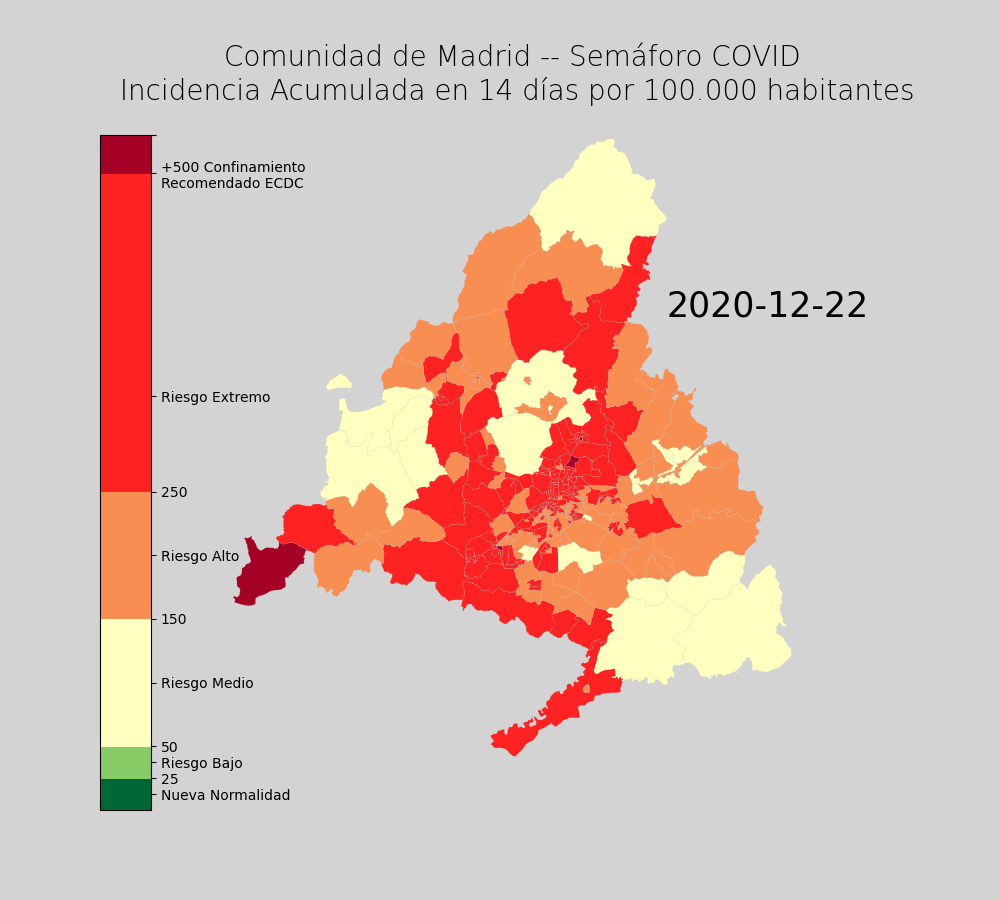 Comunidad de Madrid -- Semáforo COVID
Incidencia Acumulada en 14 días por 100.000 habitantes
+500 Confinamiento
Recomendado ECDC
2020-12-22
Riesgo Extremo
250
Riesgo Alto
150
Riesgo Medio
50
Riesgo Bajo
25
Nueva Normalidad